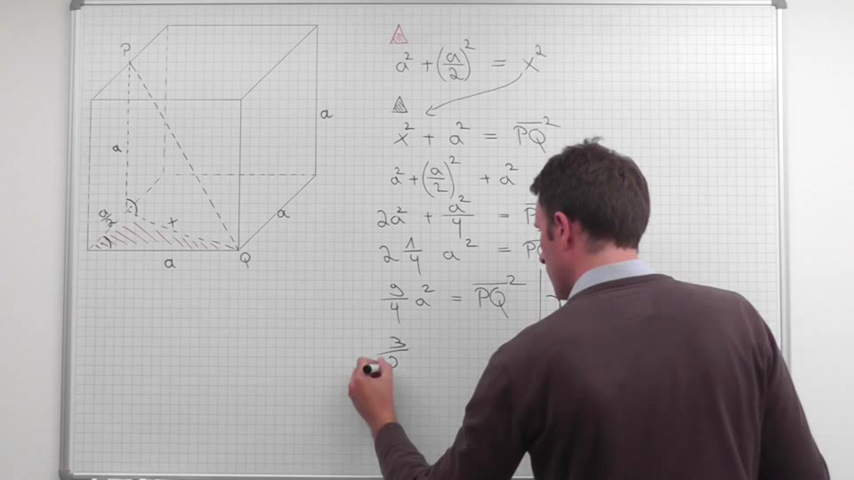 P
a
a
a/2
x
a
a
Q
a² + (a/2)² = x²
x² + a² = PQ²
a² + (a/2)² + a²
2a² + a²/4 =
2 1/4 a² =
9/4 a² = PQ² |
3/2